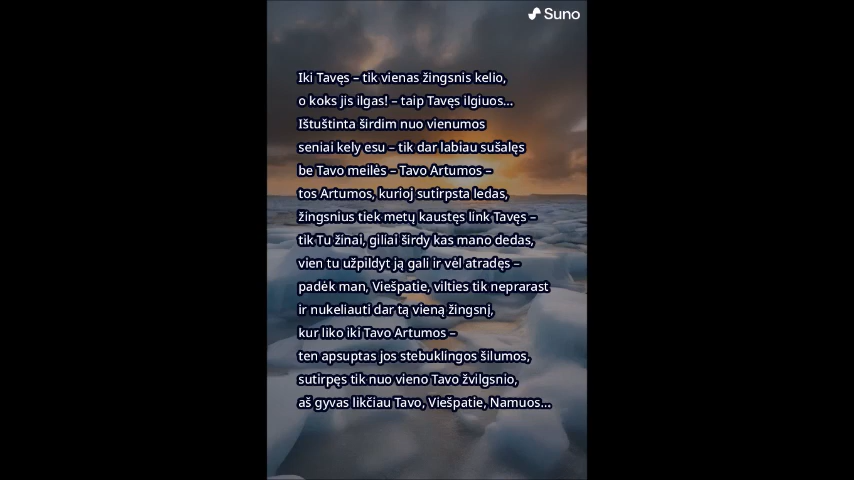 Suno
Iki Tavęs – tik vienas žingsnis kelio,
o koks jis ilgas! – taip Tavęs ilgiuos...
Ištuštinta širdim nuo vienumos
seniai kely esu – tik dar labiau sušalęs
be Tavo meilės – Tavo Artumos –
tos Artumos, kurioj sutirpsta ledas,
žingsnius tiek metų kaustęs link Tavęs –
tik Tu žinai, giliai širdy kas mano dedas,
vien tu užpildyt ją gali ir vėl atradęs –
padėk man, Viešpatie, vilties tik neprarast
ir nukeliauti dar tą vieną žingsnį,
kur liko iki Tavo Artumos –
ten apsuptas jos stebuklingos šilumos,
sutirpęs tik nuo vieno Tavo žvilgsnio,
aš gyvas likčiau Tavo, Viešpatie, Namuos...